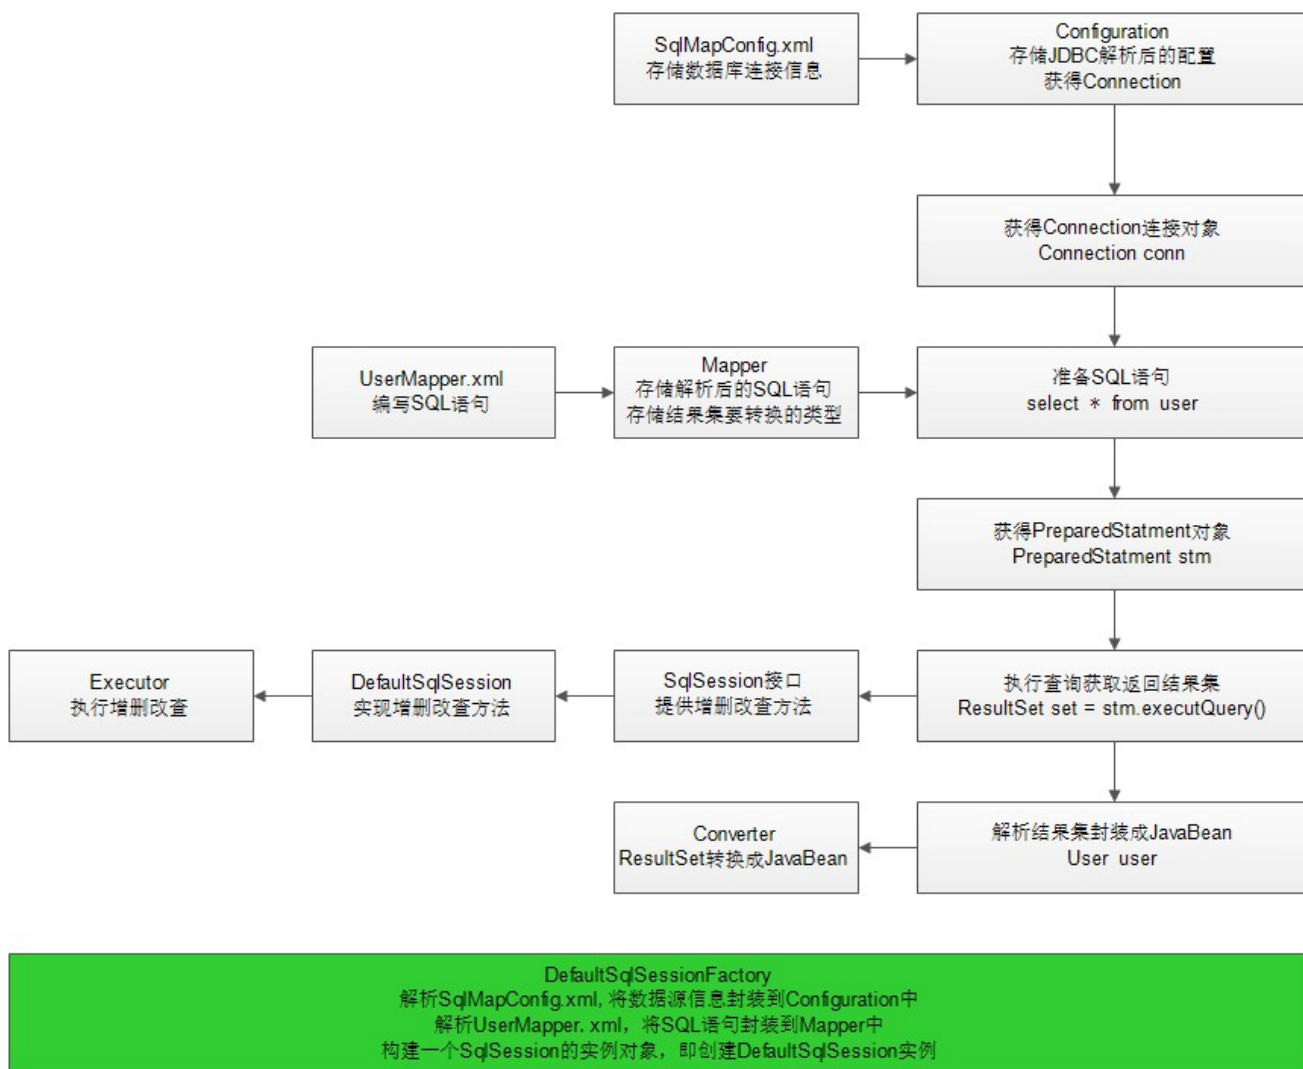 SqlMapConfig.xml
存储数据库连接信息
Configuration
存储JDBC解析后的配置
获得Connection
获得Connection连接对象
Connection conn
UserMapper.xml
编写SQL语句
Mapper
存储解析后的SQL语句
存储结果集要转换的类型
准备SQL语句
select * from user
获得PreparedStatment对象
PreparedStatment stm
Executor
执行增删改查
DefaultSqlSession
实现增删改查方法
SqlSession接口
提供增删改查方法
执行查询获取返回结果集
ResultSet set = stm.executQuery()
Converter
ResultSet转换成JavaBean
解析结果集封装成JavaBean
User user
DefaultSqlSessionFactory
解析SqlMapConfig.xml, 将数据源信息封装到Configuration中
解析UserMapper. xml，将SQL语句封装到Mapper中
构建一个SqlSession的实例对象，即创建DefaultSqlSession实例